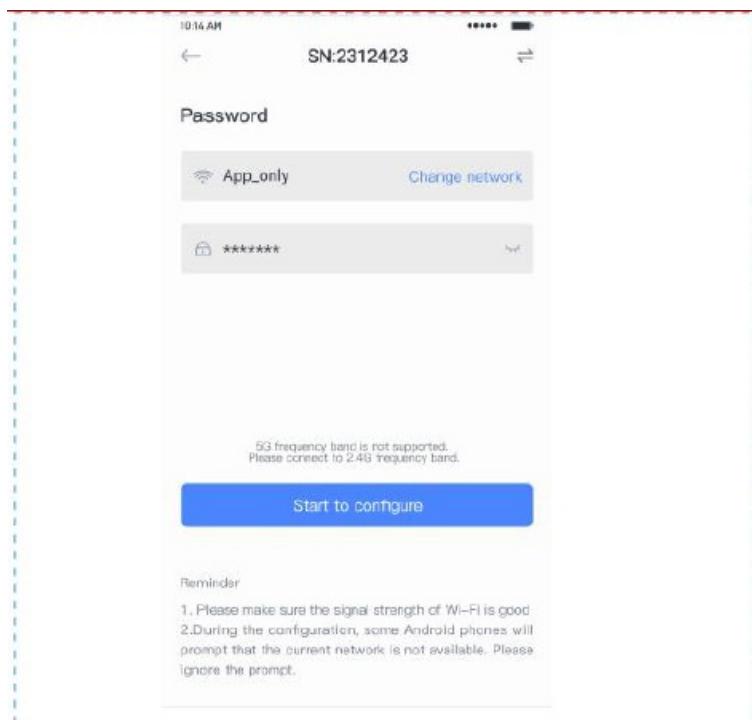 10:14 AM
SN:2312423
Password
App_only Change network
*******
5G frequency band is not supported.
Please connect to 2.4G frequency band.
Start to configure
Reminder
1. Please make sure the signal strength of Wi-Fi is good
2.During the configuration, some Android phones will
prompt that the current network is not available. Please
ignore the prompt.